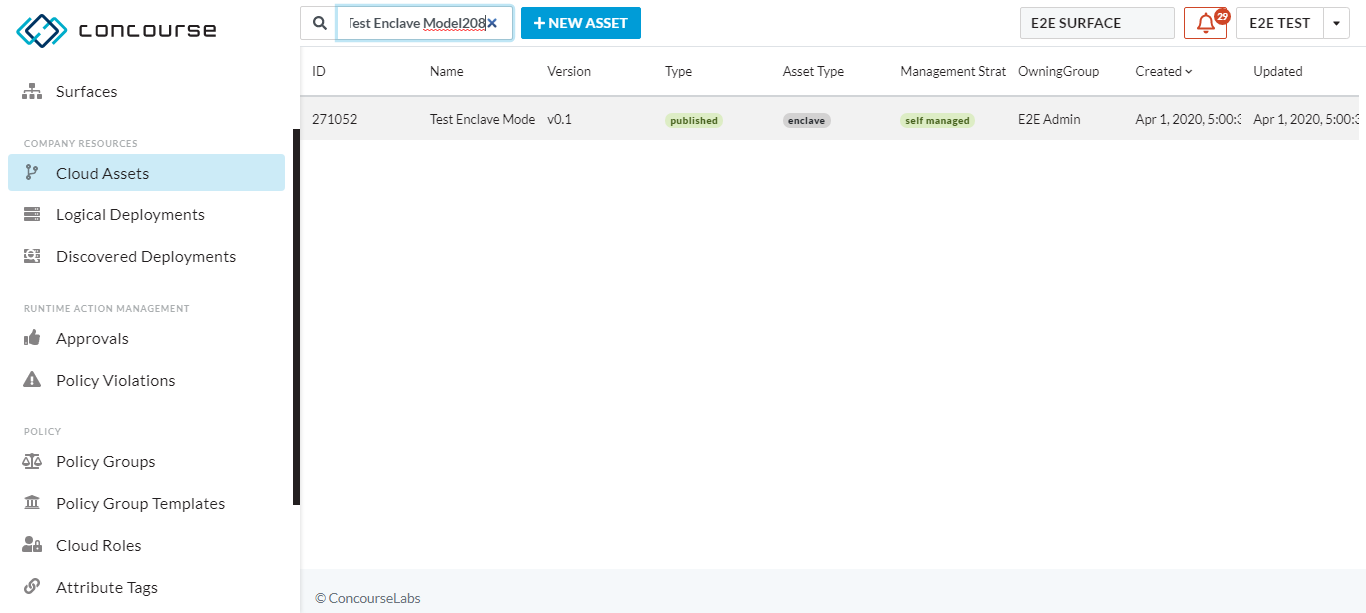 concourse
Test Enclave Model208
NEW ASSET
E2E SURFACE
29
E2E TEST
Surfaces
COMPANY RESOURCES
Cloud Assets
Logical Deployments
Discovered Deployments
RUNTIME ACTION MANAGEMENT
Approvals
Policy Violations
POLICY
Policy Groups
Policy Group Templates
Cloud Roles
Attribute Tags
ID Name Version Type Asset Type Management Strat OwningGroup Created Updated
271052 Test Enclave Mode v0.1 published enclave self managed E2E Admin Apr 1, 2020, 5:00:3 Apr 1, 2020, 5:00:3
© ConcourseLabs